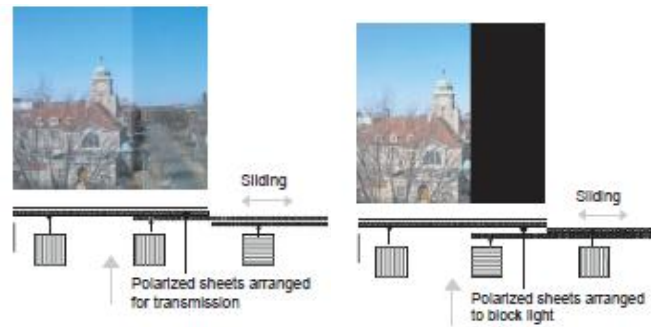 Sliding
Polarized sheets arranged
for transmission
Sliding
Polarized sheets arranged
to block light